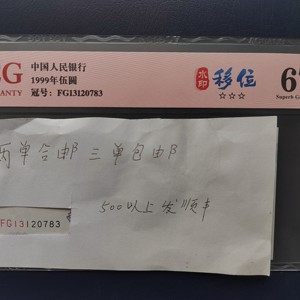 CG
中国人民银行
1999年伍圆
冠号: FG13120783
RANTY
水印
移位
☆☆☆
6
Superb G
两单合邮 三单包邮
500以上发顺丰
FG13120783